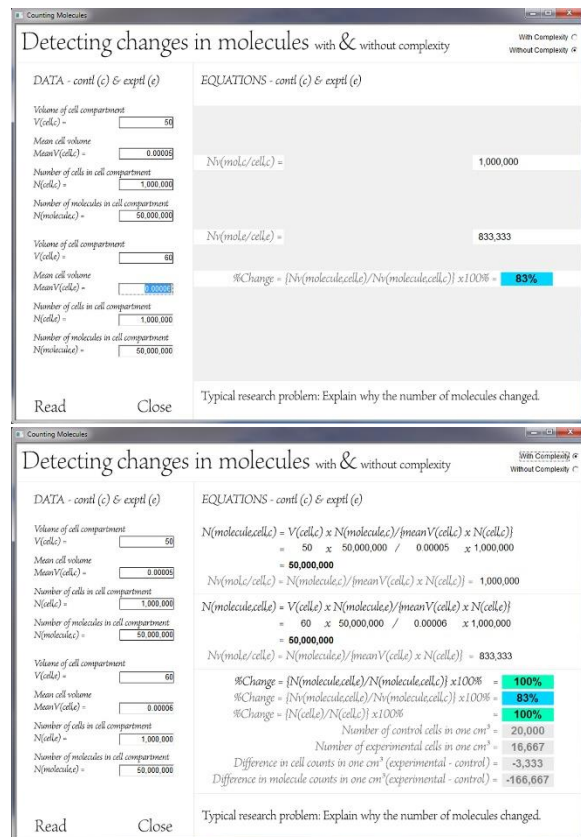 Counting Molecules
Detecting changes in molecules with & without complexity
With Complexity
Without Complexity
DATA - contl (c) & exptl (e)
Volume of cell compartment
V(cell,c) = 50
Mean cell volume
MeanV(cell,c) = 0.00005
Number of cells in cell compartment
N(cell,c) = 1,000,000
Number of molecules in cell compartment
N(molecule,c) = 50,000,000
Volume of cell compartment
V(cell,e) = 60
Mean cell volume
MeanV(cell,e) = 0.00006
Number of cells in cell compartment
N(cell,e) = 1,000,000
Number of molecules in cell compartment
N(molecule,e) = 50,000,000
Read Close
EQUATIONS - contl (c) & exptl (e)
Nv(mol,c/cell,c) = 1,000,000
Nv(mol,e/cell,e) = 833,333
%Change = {Nv(molecule,cell,e)/Nv(molecule,cell,c)} x100% = 83%
Typical research problem: Explain why the number of molecules changed.
Counting Molecules
Detecting changes in molecules with & without complexity
With Complexity
Without Complexity
DATA - contl (c) & exptl (e)
Volume of cell compartment
V(cell,c) = 50
Mean cell volume
MeanV(cell,c) = 0.00005
Number of cells in cell compartment
N(cell,c) = 1,000,000
Number of molecules in cell compartment
N(molecule,c) = 50,000,000
Volume of cell compartment
V(cell,e) = 60
Mean cell volume
MeanV(cell,e) = 0.00006
Number of cells in cell compartment
N(cell,e) = 1,000,000
Number of molecules in cell compartment
N(molecule,e) = 50,000,000
Read Close
EQUATIONS - contl (c) & exptl (e)
N(molecule,cell,c) = V(cell,c) x N(molecule,c)/{meanV(cell,c) x N(cell,c)}
= 50 x 50,000,000 / 0.00005 x 1,000,000
= 50,000,000
Nv(mol,c/cell,c) = N(molecule,c)/{meanV(cell,c) x N(cell,c)} = 1,000,000
N(molecule,cell,e) = V(cell,e) x N(molecule,e)/{meanV(cell,e) x N(cell,e)}
= 60 x 50,000,000 / 0.00006 x 1,000,000
= 50,000,000
Nv(mol,e/cell,e) = N(molecule,e)/{meanV(cell,e) x N(cell,e)} = 833,333
%Change = {N(molecule,cell,e)/N(molecule,cell,c)} x100% = 100%
%Change = {Nv(molecule,cell,e)/Nv(molecule,cell,c)} x100% = 83%
%Change = {N(cell,e)/N(cell,c)} x100% = 100%
Number of control cells in one cm³ = 20,000
Number of experimental cells in one cm³ = 16,667
Difference in cell counts in one cm³ (experimental - control) = -3,333
Difference in molecule counts in one cm³(experimental - control) = -166,667
Typical research problem: Explain why the number of molecules changed.